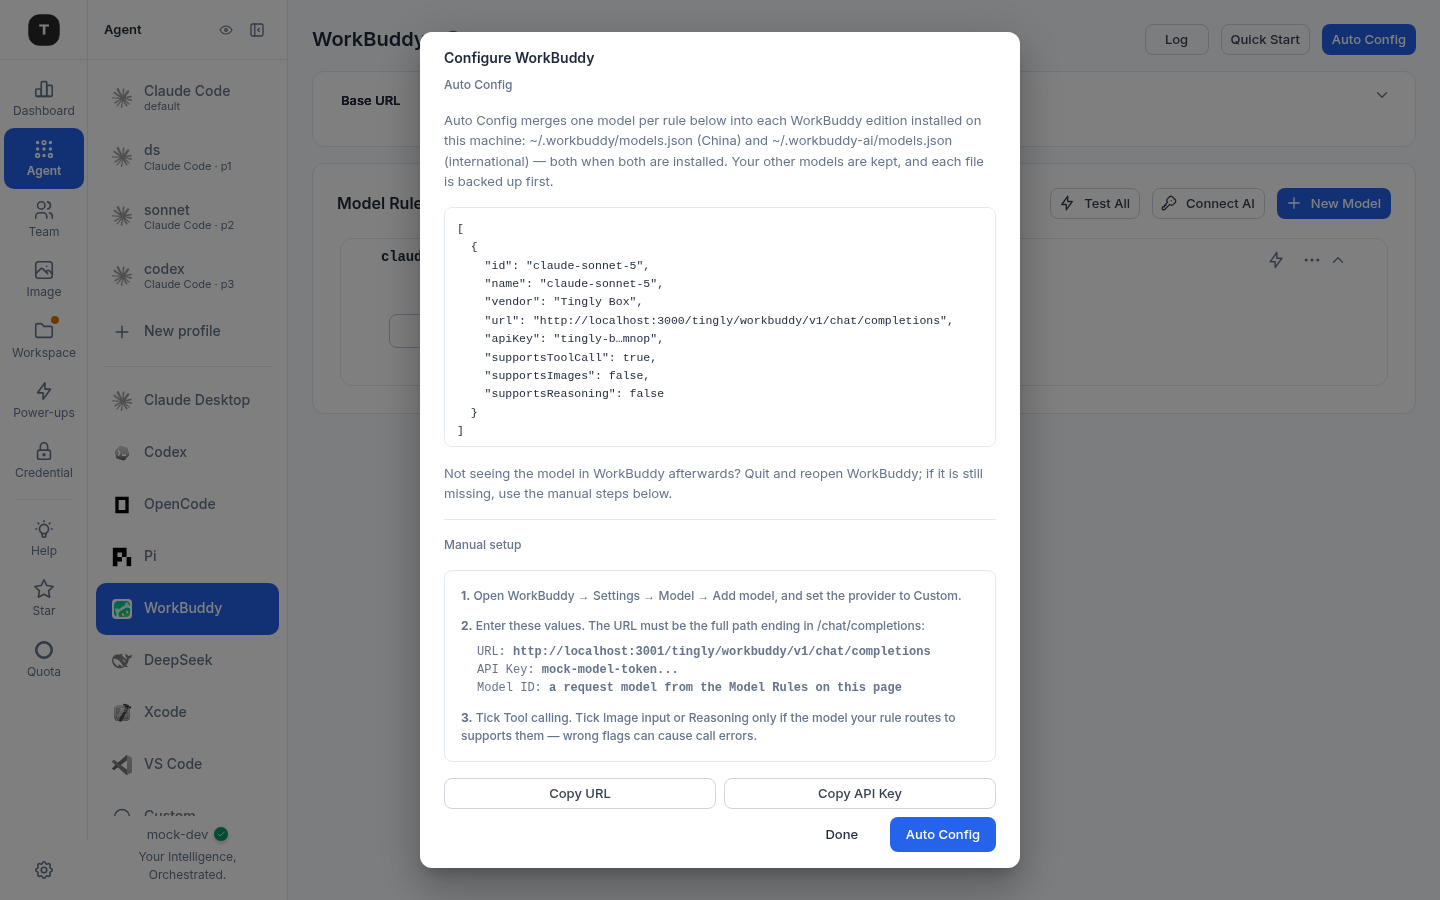 T
Agent
WorkBuddy
Log
Quick Start
Auto Config
Dashboard
Agent
Team
Image
Workspace
Power-ups
Credential
Help
Star
Quota
Claude Code
default
ds
Claude Code · p1
sonnet
Claude Code · p2
codex
Claude Code · p3
New profile
Claude Desktop
Codex
OpenCode
Pi
WorkBuddy
DeepSeek
Xcode
VS Code
Custom
mock-dev
Your Intelligence,
Orchestrated.
Base URL
Model Rule
Test All
Connect AI
New Model
claud
Configure WorkBuddy
Auto Config
Auto Config merges one model per rule below into each WorkBuddy edition installed on
this machine: ~/.workbuddy/models.json (China) and ~/.workbuddy-ai/models.json
(international) — both when both are installed. Your other models are kept, and each file
is backed up first.
[
{
"id": "claude-sonnet-5",
"name": "claude-sonnet-5",
"vendor": "Tingly Box",
"url": "http://localhost:3000/tingly/workbuddy/v1/chat/completions",
"apiKey": "tingly-b…mnop",
"supportsToolCall": true,
"supportsImages": false,
"supportsReasoning": false
}
]
Not seeing the model in WorkBuddy afterwards? Quit and reopen WorkBuddy; if it is still
missing, use the manual steps below.
Manual setup
1. Open WorkBuddy → Settings → Model → Add model, and set the provider to Custom.
2. Enter these values. The URL must be the full path ending in /chat/completions:
URL: http://localhost:3001/tingly/workbuddy/v1/chat/completions
API Key: mock-model-token...
Model ID: a request model from the Model Rules on this page
3. Tick Tool calling. Tick Image input or Reasoning only if the model your rule routes to
supports them — wrong flags can cause call errors.
Copy URL
Copy API Key
Done
Auto Config